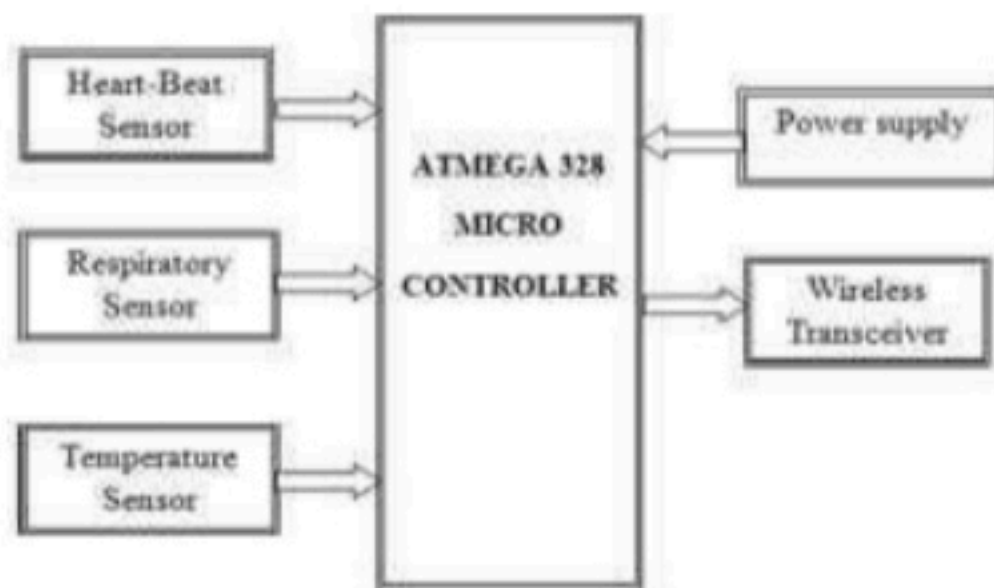 Heart-Beat
Sensor
Respiratory
Sensor
Temperature
Sensor
ATMEGA 328
MICRO
CONTROLLER
Power supply
Wireless
Transceiver